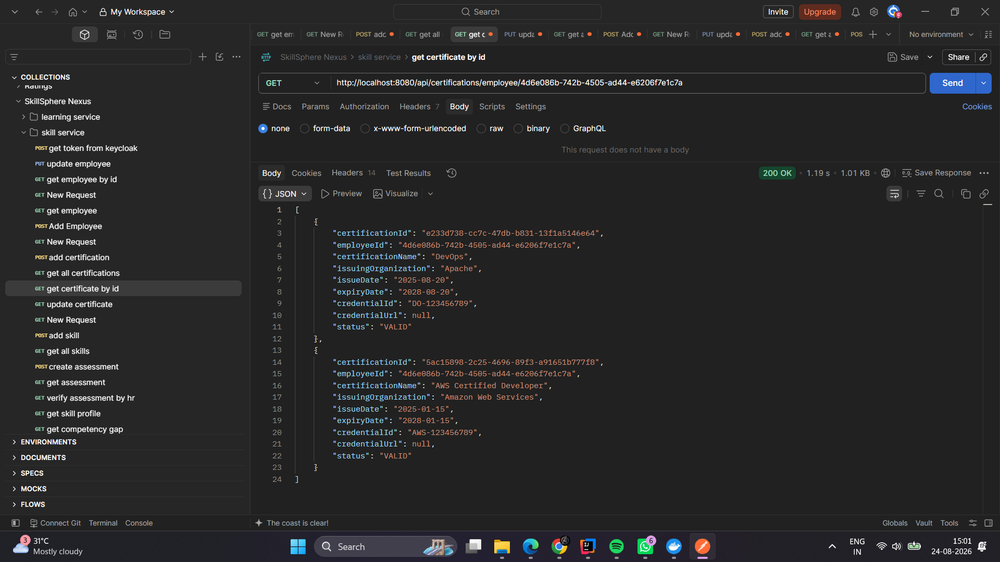 My Workspace
Search
Invite
Upgrade
GET get em
GET New R
POST add
GET get all
GET get c
PUT upda
GET get a
POST Add
GET New R
PUT upda
POST add
GET get a
POS
No environment
SkillSphere Nexus > skill service > get certificate by id
Save
Share
COLLECTIONS
Ratings
SkillSphere Nexus
learning service
skill service
POST get token from keycloak
PUT update employee
GET get employee by id
GET New Request
GET get employee
POST Add Employee
GET New Request
POST add certification
GET get all certifications
GET get certificate by id
GET update certificate
GET New Request
POST add skill
GET get all skills
POST create assessment
GET get assessment
GET verify assessment by hr
GET get skill profile
GET get competency gap
ENVIRONMENTS
DOCUMENTS
SPECS
MOCKS
FLOWS
GET http://localhost:8080/api/certifications/employee/4d6e086b-742b-4505-ad44-e6206f7e1c7a
Send
Docs Params Authorization Headers 7 Body Scripts Settings
Cookies
none form-data x-www-form-urlencoded raw binary GraphQL
This request does not have a body
Body Cookies Headers 14 Test Results
200 OK • 1.19 s • 1.01 KB
e.g. Save Response
{} JSON Preview Visualize
1 [
2 {
3 "certificationId": "e233d738-cc7c-47db-b831-13f1a5146e64",
4 "employeeId": "4d6e086b-742b-4505-ad44-e6206f7e1c7a",
5 "certificationName": "DevOps",
6 "issuingOrganization": "Apache",
7 "issueDate": "2025-08-20",
8 "expiryDate": "2028-08-20",
9 "credentialId": "DO-123456789",
10 "credentialUrl": null,
11 "status": "VALID"
12 },
13 {
14 "certificationId": "5ac15898-2c25-4696-89f3-a91651b777f8",
15 "employeeId": "4d6e086b-742b-4505-ad44-e6206f7e1c7a",
16 "certificationName": "AWS Certified Developer",
17 "issuingOrganization": "Amazon Web Services",
18 "issueDate": "2025-01-15",
19 "expiryDate": "2028-01-15",
20 "credentialId": "AWS-123456789",
21 "credentialUrl": null,
22 "status": "VALID"
23 }
24 ]
Connect Git Terminal Console
The coast is clear!
Globals Vault Tools
3
31°C
Mostly cloudy
Search
6
ENG
IN
15:01
24-08-2026